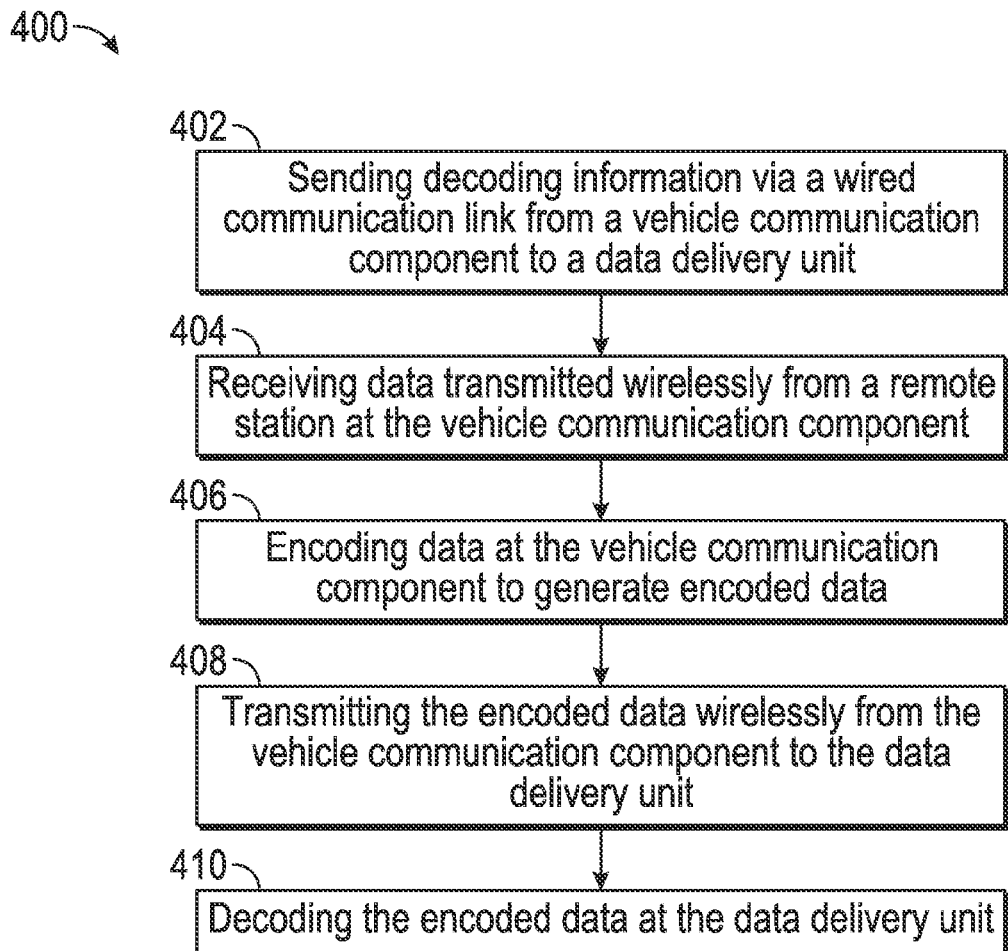 400
402
Sending decoding information via a wired
communication link from a vehicle communication
component to a data delivery unit
404
Receiving data transmitted wirelessly from a remote
station at the vehicle communication component
406
Encoding data at the vehicle communication
component to generate encoded data
408
Transmitting the encoded data wirelessly from the
vehicle communication component to the data
delivery unit
410
Decoding the encoded data at the data delivery unit